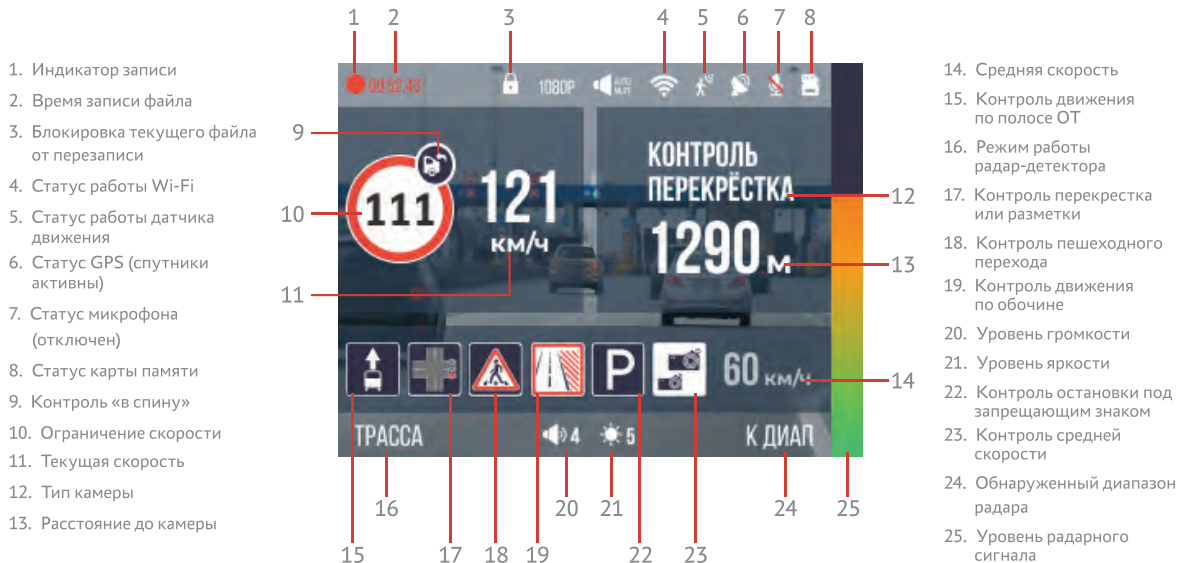 1 2 3 4 5 6 7 8
1. Индикатор записи
2. Время записи файла
3. Блокировка текущего файла
от перезаписи
4. Статус работы Wi-Fi
5. Статус работы датчика
движения
6. Статус GPS (спутники
активны)
7. Статус микрофона
(отключен)
8. Статус карты памяти
9. Контроль «в спину»
10. Ограничение скорости
11. Текущая скорость
12. Тип камеры
13. Расстояние до камеры
00:52:43 1080P AUTO
9
10
11
111
121
км/ч
КОНТРОЛЬ
ПЕРЕКРЁСТКА
1290 м
12
13
P
60 км/ч
14
ТРАССА 4 5 К ДИАП
16 20 21 24 25
15 17 18 19 22 23
14. Средняя скорость
15. Контроль движения
по полосе ОТ
16. Режим работы
радар-детектора
17. Контроль перекрестка
или разметки
18. Контроль пешеходного
перехода
19. Контроль движения
по обочине
20. Уровень громкости
21. Уровень яркости
22. Контроль остановки под
запрещающим знаком
23. Контроль средней
скорости
24. Обнаруженный диапазон
радара
25. Уровень радарного
сигнала